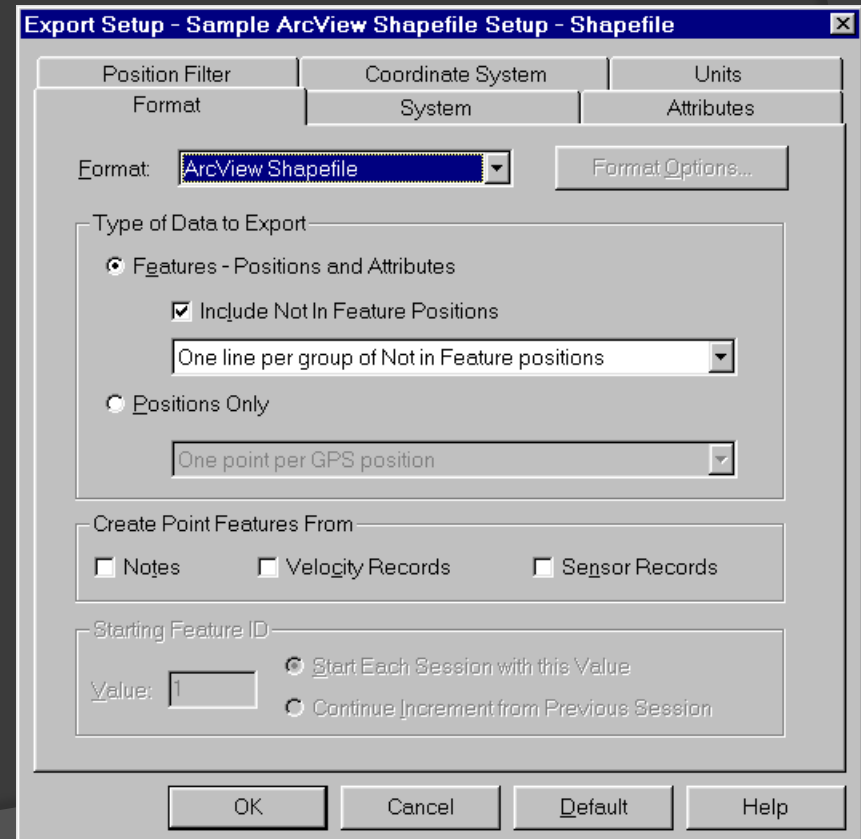 Export Setup - Sample ArcView Shapefile Setup - Shapefile
Position Filter Coordinate System Units
Format System Attributes
Format: ArcView Shapefile Format Options...
Type of Data to Export
Features - Positions and Attributes
Include Not In Feature Positions
One line per group of Not in Feature positions
Positions Only
One point per GPS position
Create Point Features From
Notes Velocity Records Sensor Records
Starting Feature ID
Value: 1
Start Each Session with this Value
Continue Increment from Previous Session
OK Cancel Default Help